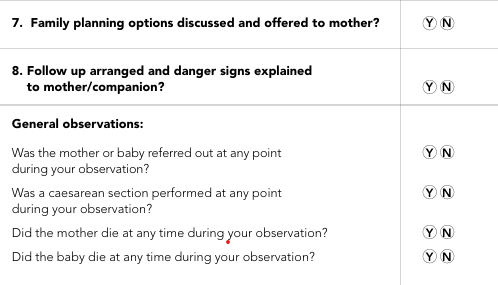 7. Family planning options discussed and offered to mother? Y N
8. Follow up arranged and danger signs explained
to mother/companion? Y N
General observations:
Was the mother or baby referred out at any point Y N
during your observation?
Was a caesarean section performed at any point Y N
during your observation?
Did the mother die at any time during your observation? Y N
Did the baby die at any time during your observation? Y N